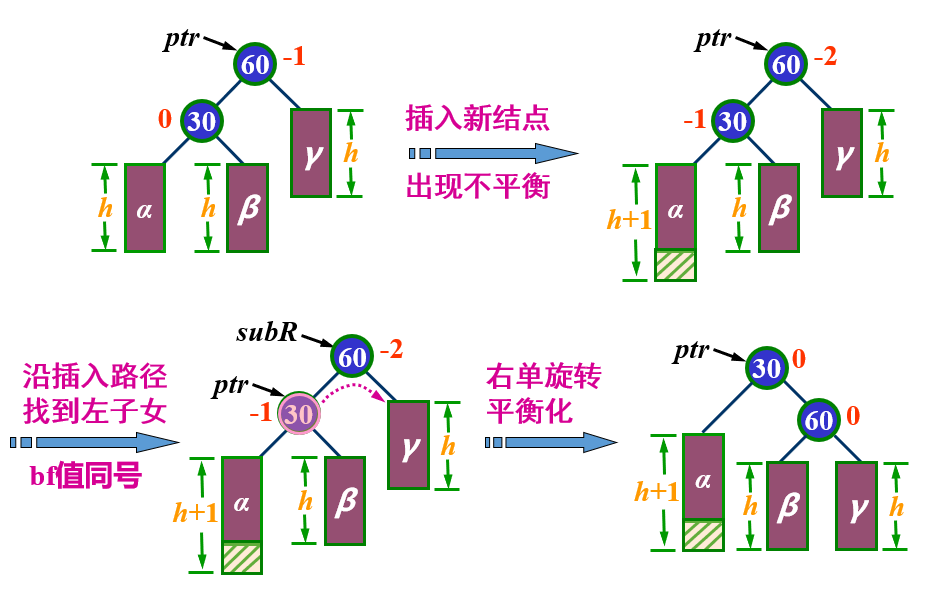 ptr
60
-1
0
30
h
α
h
β
γ
h
插入新结点
出现不平衡
ptr
60
-2
-1
30
h+1
α
h
β
γ
h
沿插入路径
找到左子女
bf值同号
subR
60
-2
ptr
-1
30
h+1
α
h
β
γ
h
右单旋转
平衡化
ptr
30
0
60
0
h+1
α
h
β
γ
h